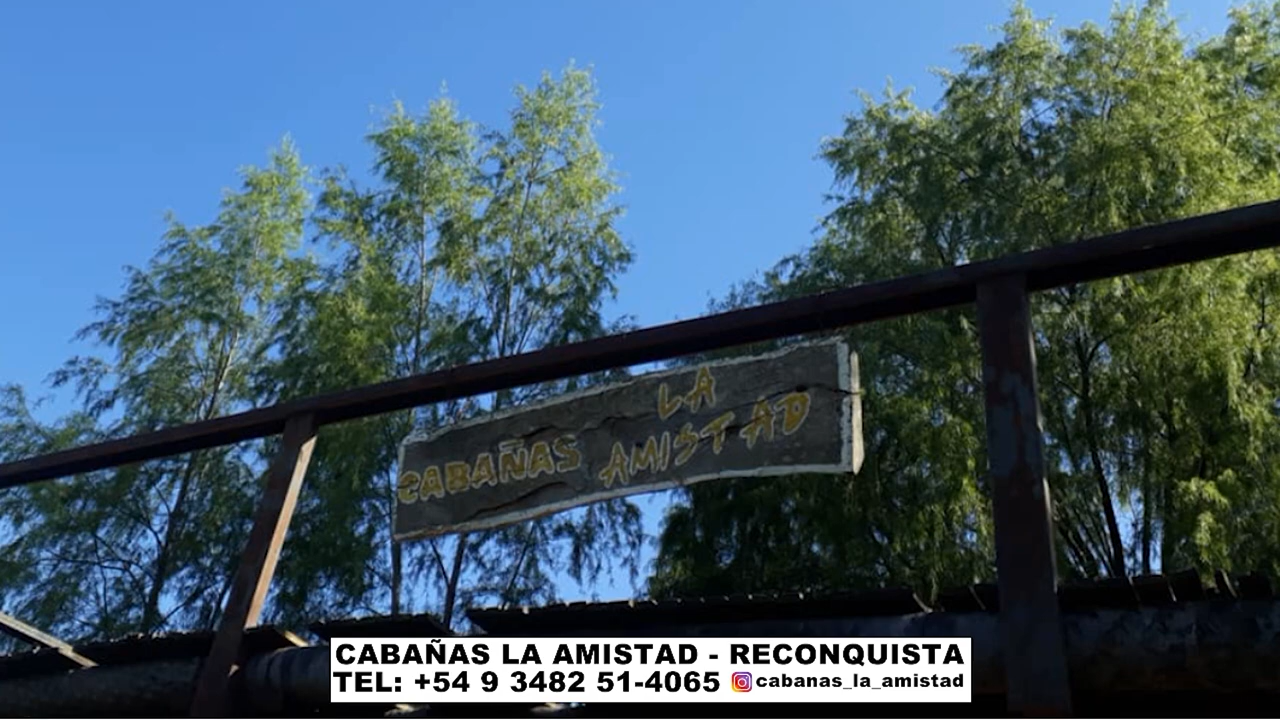 LA
CABAÑAS AMISTAD
CABAÑAS LA AMISTAD - RECONQUISTA
TEL: +54 9 3482 51-4065 cabanas_la_amistad